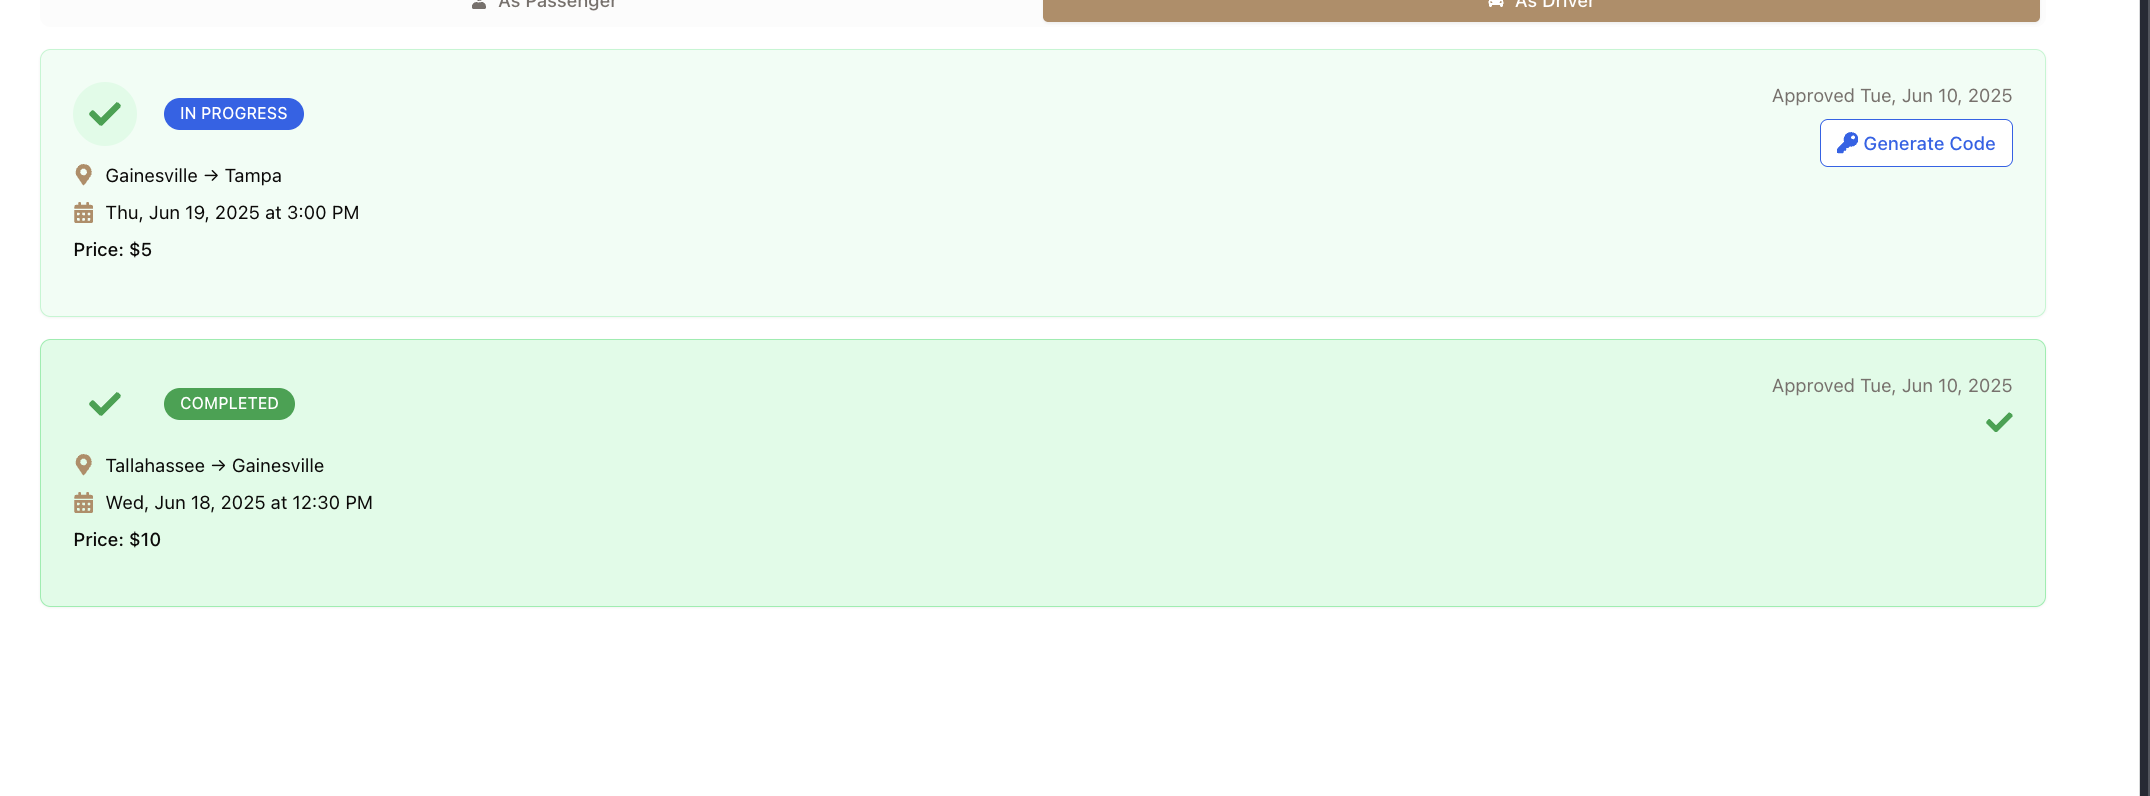 As Passenger
As Driver
IN PROGRESS
Approved Tue, Jun 10, 2025
Generate Code
Gainesville → Tampa
Thu, Jun 19, 2025 at 3:00 PM
Price: $5
COMPLETED
Approved Tue, Jun 10, 2025
Tallahassee → Gainesville
Wed, Jun 18, 2025 at 12:30 PM
Price: $10